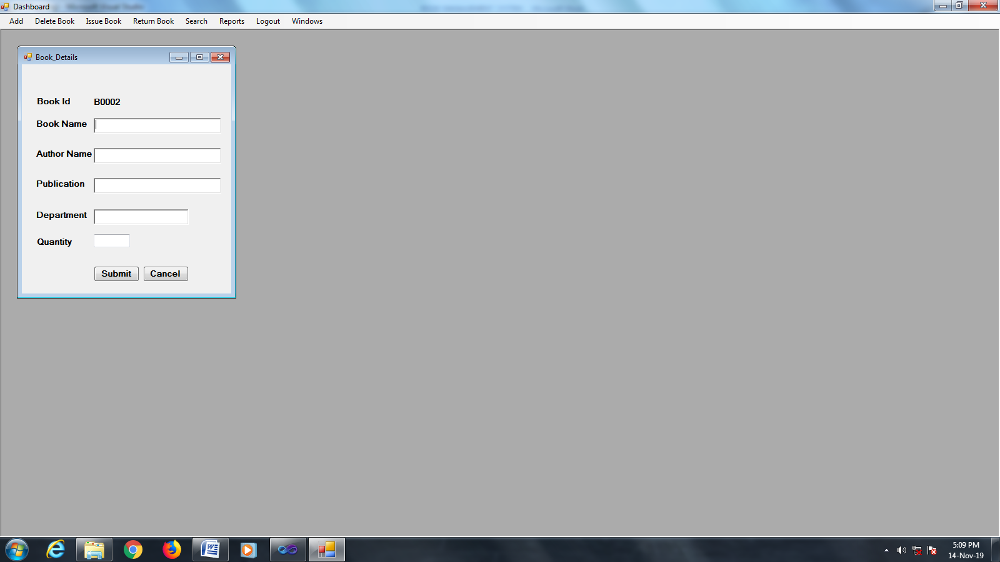 Dashboard
Add Delete Book Issue Book Return Book Search Reports Logout Windows
Book_Details
Book Id B0002
Book Name
Author Name
Publication
Department
Quantity
Submit Cancel
5:09 PM
14-Nov-19